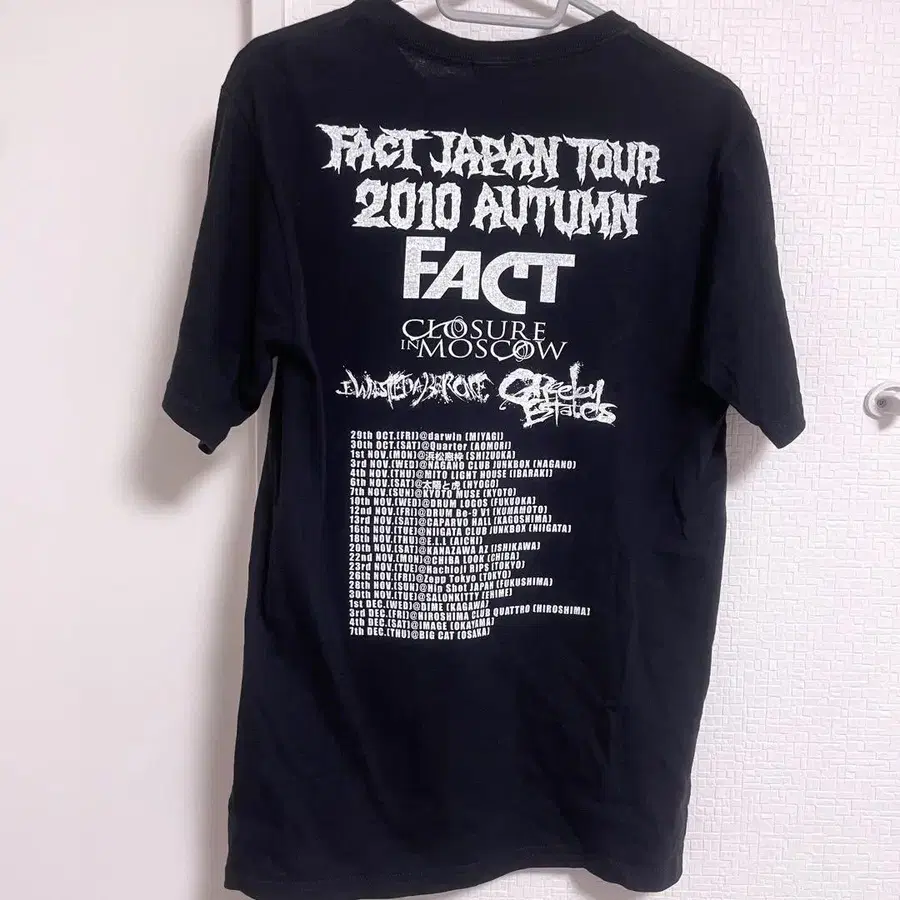 FACT JAPAN TOUR
2010 AUTUMN
FACT
CLOSURE
IN MOSCOW
Greeley
Estates
29th OCT.(FRI)@darwin (MIYAGI)
30th OCT.(SAT)@Quarter (AOMORI)
1st NOV.(MON)@浜松窓枠 (SHIZUOKA)
3rd NOV.(WED)@NAGANO CLUB JUNKBOX (NAGANO)
4th NOV.(THU)@MITO LIGHT HOUSE (IBARAKI)
6th NOV.(SAT)@太陽と虎 (HYOGO)
7th NOV.(SUN)@KYOTO MUSE (KYOTO)
10th NOV.(WED)@DRUM LOGOS (FUKUOKA)
12nd NOV.(FRI)@DRUM Be-9 V1 (KUMAMOTO)
13rd NOV.(SAT)@CAPARVO HALL (KAGOSHIMA)
16th NOV.(TUE)@NIIGATA CLUB JUNKBOX (NIIGATA)
18th NOV.(THU)@E.L.L (AICHI)
20th NOV.(SAT)@KANAZAWA AZ (ISHIKAWA)
22nd NOV.(MON)@CHIBA LOOK (CHIBA)
23rd NOV.(TUE)@Hachioji RIPS (TOKYO)
26th NOV.(FRI)@Zepp Tokyo (TOKYO)
28th NOV.(SUN)@Hip Shot JAPAN (FUKUSHIMA)
30th NOV.(TUE)@SALONKITTY (EHIME)
1st DEC.(WED)@DIME (KAGAWA)
3rd DEC.(FRI)@HIROSHIMA CLUB QUATTRO (HIROSHIMA)
4th DEC.(SAT)@IMAGE (OKAYAMA)
7th DEC.(THU)@BIG CAT (OSAKA)